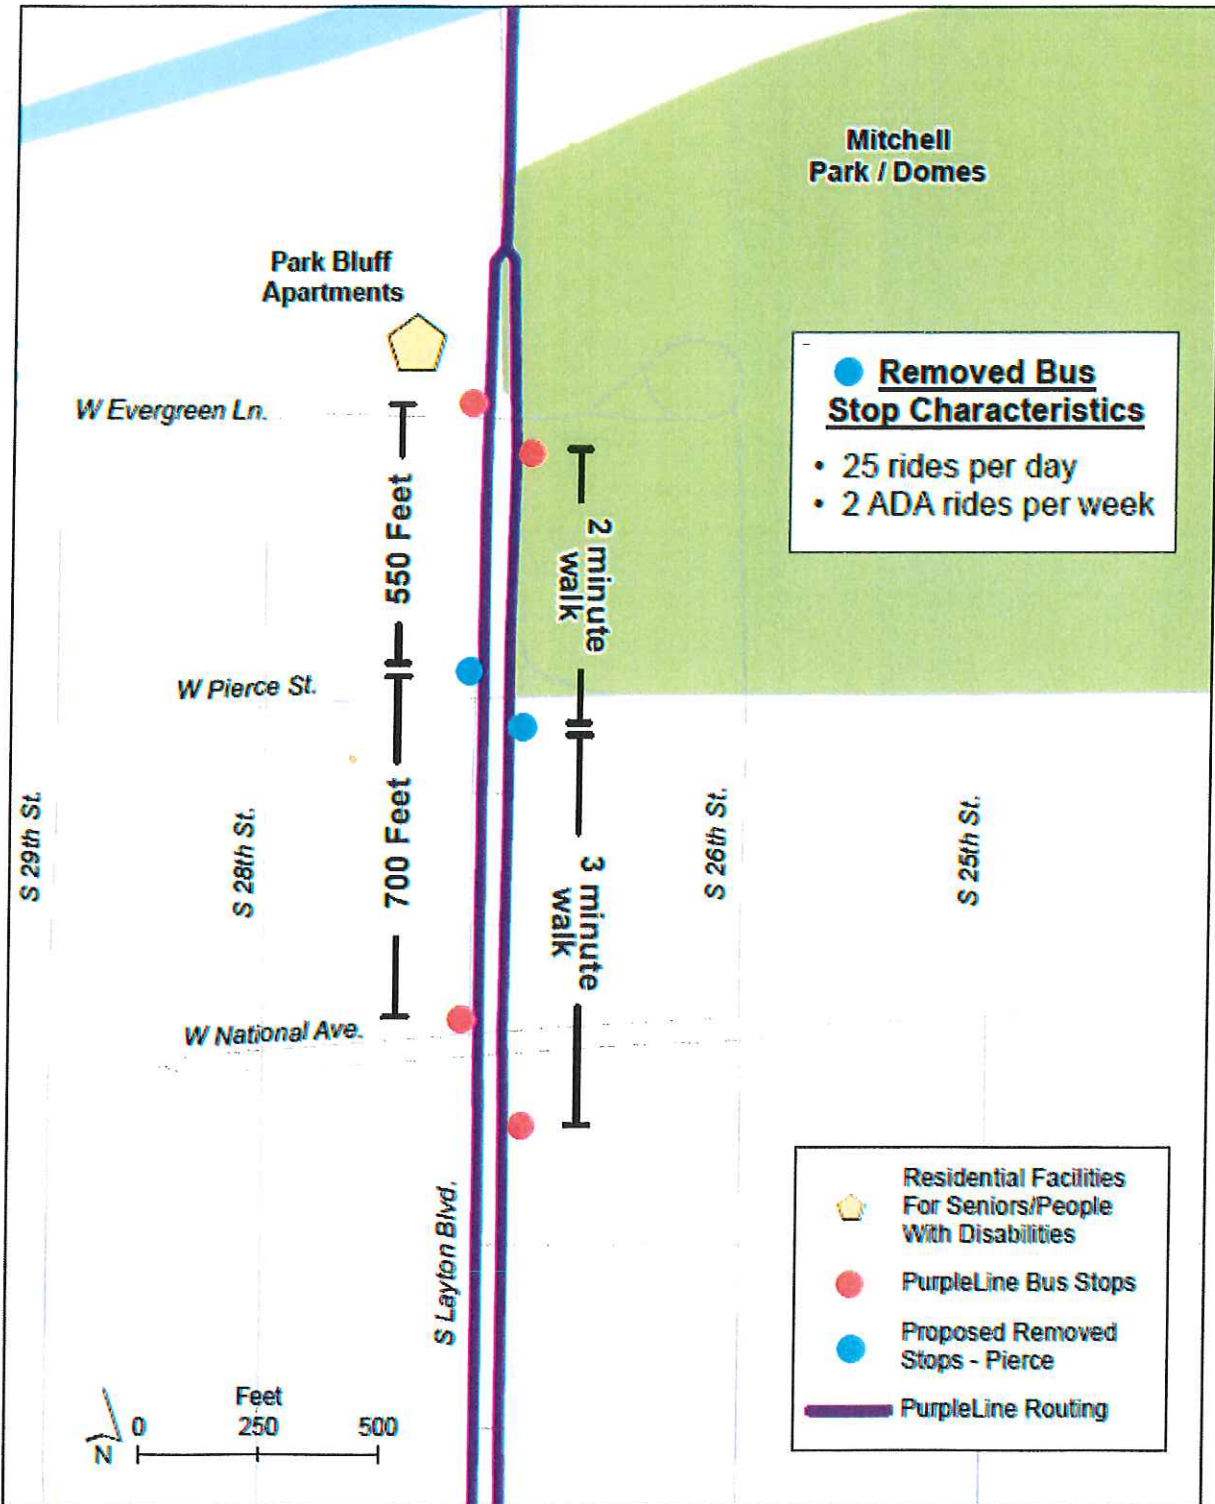 Mitchell
Park / Domes
Park Bluff
Apartments
Removed Bus
Stop Characteristics
• 25 rides per day
• 2 ADA rides per week
W Evergreen Ln.
550 Feet
2 minute
walk
W Pierce St.
700 Feet
3 minute
walk
S 29th St.
S 28th St.
S 26th St.
S 25th St.
W National Ave.
S Layton Blvd.
Residential Facilities
For Seniors/People
With Disabilities
PurpleLine Bus Stops
Proposed Removed
Stops - Pierce
PurpleLine Routing
Feet
0 250 500
N